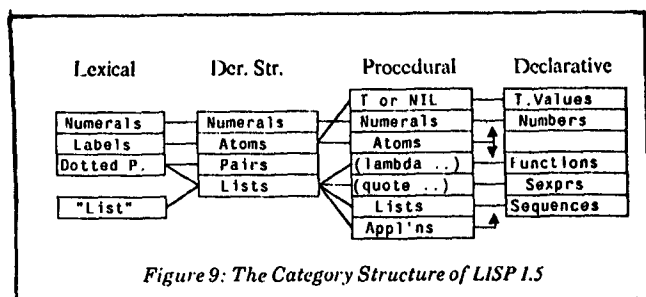 Lexical Der. Str. Procedural Declarative
T or NIL T.Values
Numerals Numerals Numerals Numbers
Labels Atoms Atoms
Dotted P. Pairs (lambda ..) Functions
Lists (quote ..) Sexprs
"List" Lists Sequences
Appl'ns
Figure 9: The Category Structure of LISP 1.5